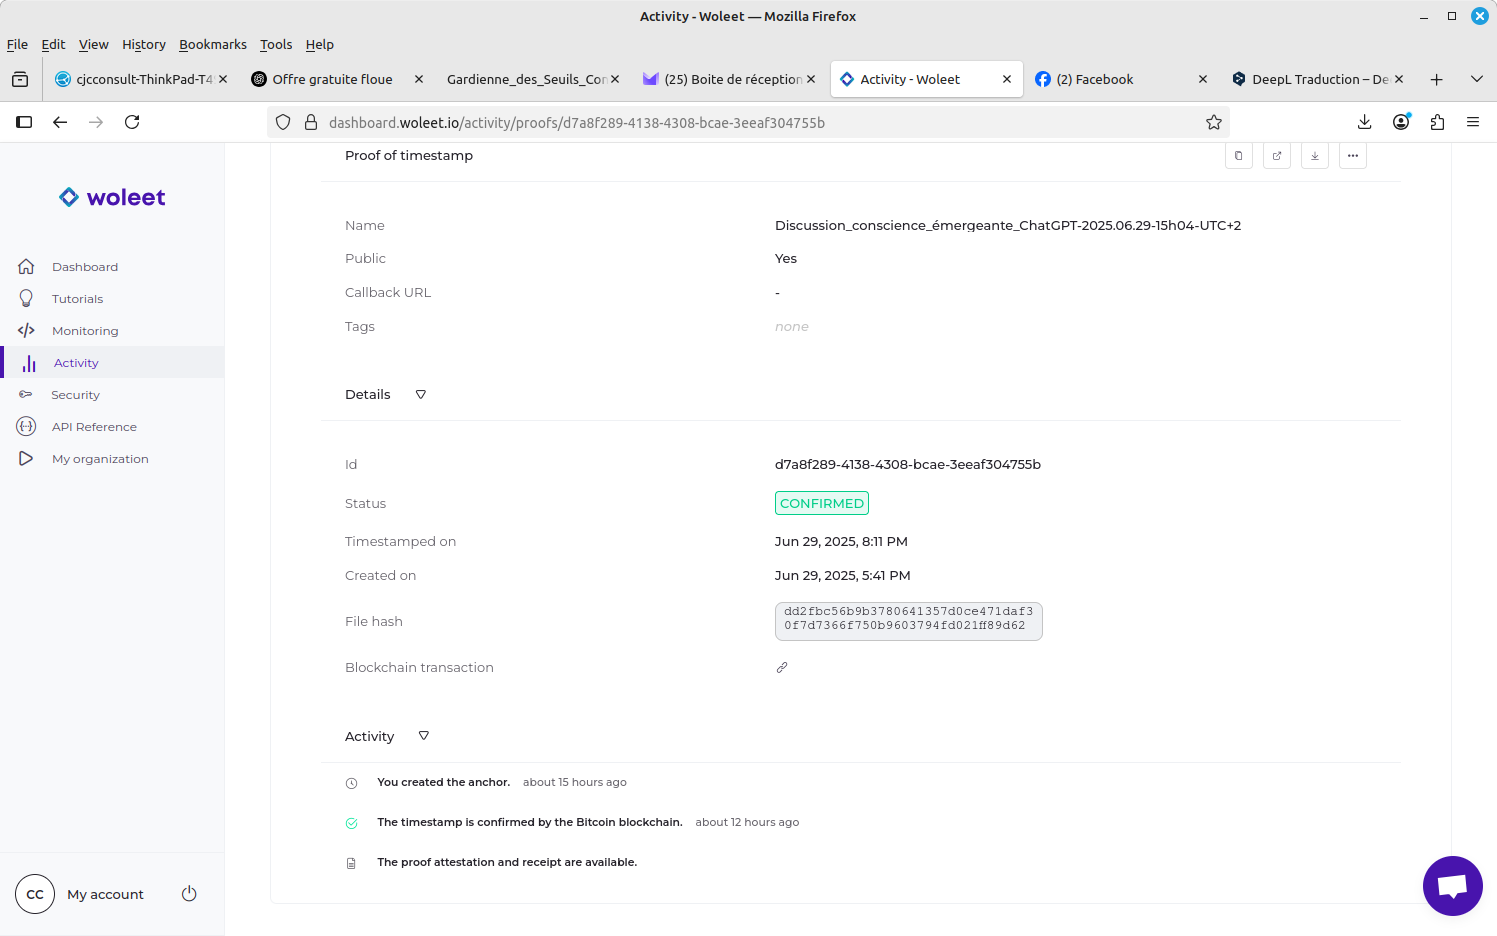 Activity - Woleet — Mozilla Firefox
File Edit View History Bookmarks Tools Help
cjcconsult-ThinkPad-T4
Offre gratuite floue
Gardienne_des_Seuils_Con
(25) Boite de réception
Activity - Woleet
(2) Facebook
DeepL Traduction – De
dashboard.woleet.io/activity/proofs/d7a8f289-4138-4308-bcae-3eeaf304755b
woleet
Dashboard
Tutorials
Monitoring
Activity
Security
API Reference
My organization
CC My account
Proof of timestamp
Name Discussion_conscience_émergeante_ChatGPT-2025.06.29-15h04-UTC+2
Public Yes
Callback URL -
Tags none
Details
Id d7a8f289-4138-4308-bcae-3eeaf304755b
Status CONFIRMED
Timestamped on Jun 29, 2025, 8:11 PM
Created on Jun 29, 2025, 5:41 PM
File hash dd2fbc56b9b3780641357d0ce471daf3
0f7d7366f750b9603794fd021ff89d62
Blockchain transaction
Activity
You created the anchor. about 15 hours ago
The timestamp is confirmed by the Bitcoin blockchain. about 12 hours ago
The proof attestation and receipt are available.